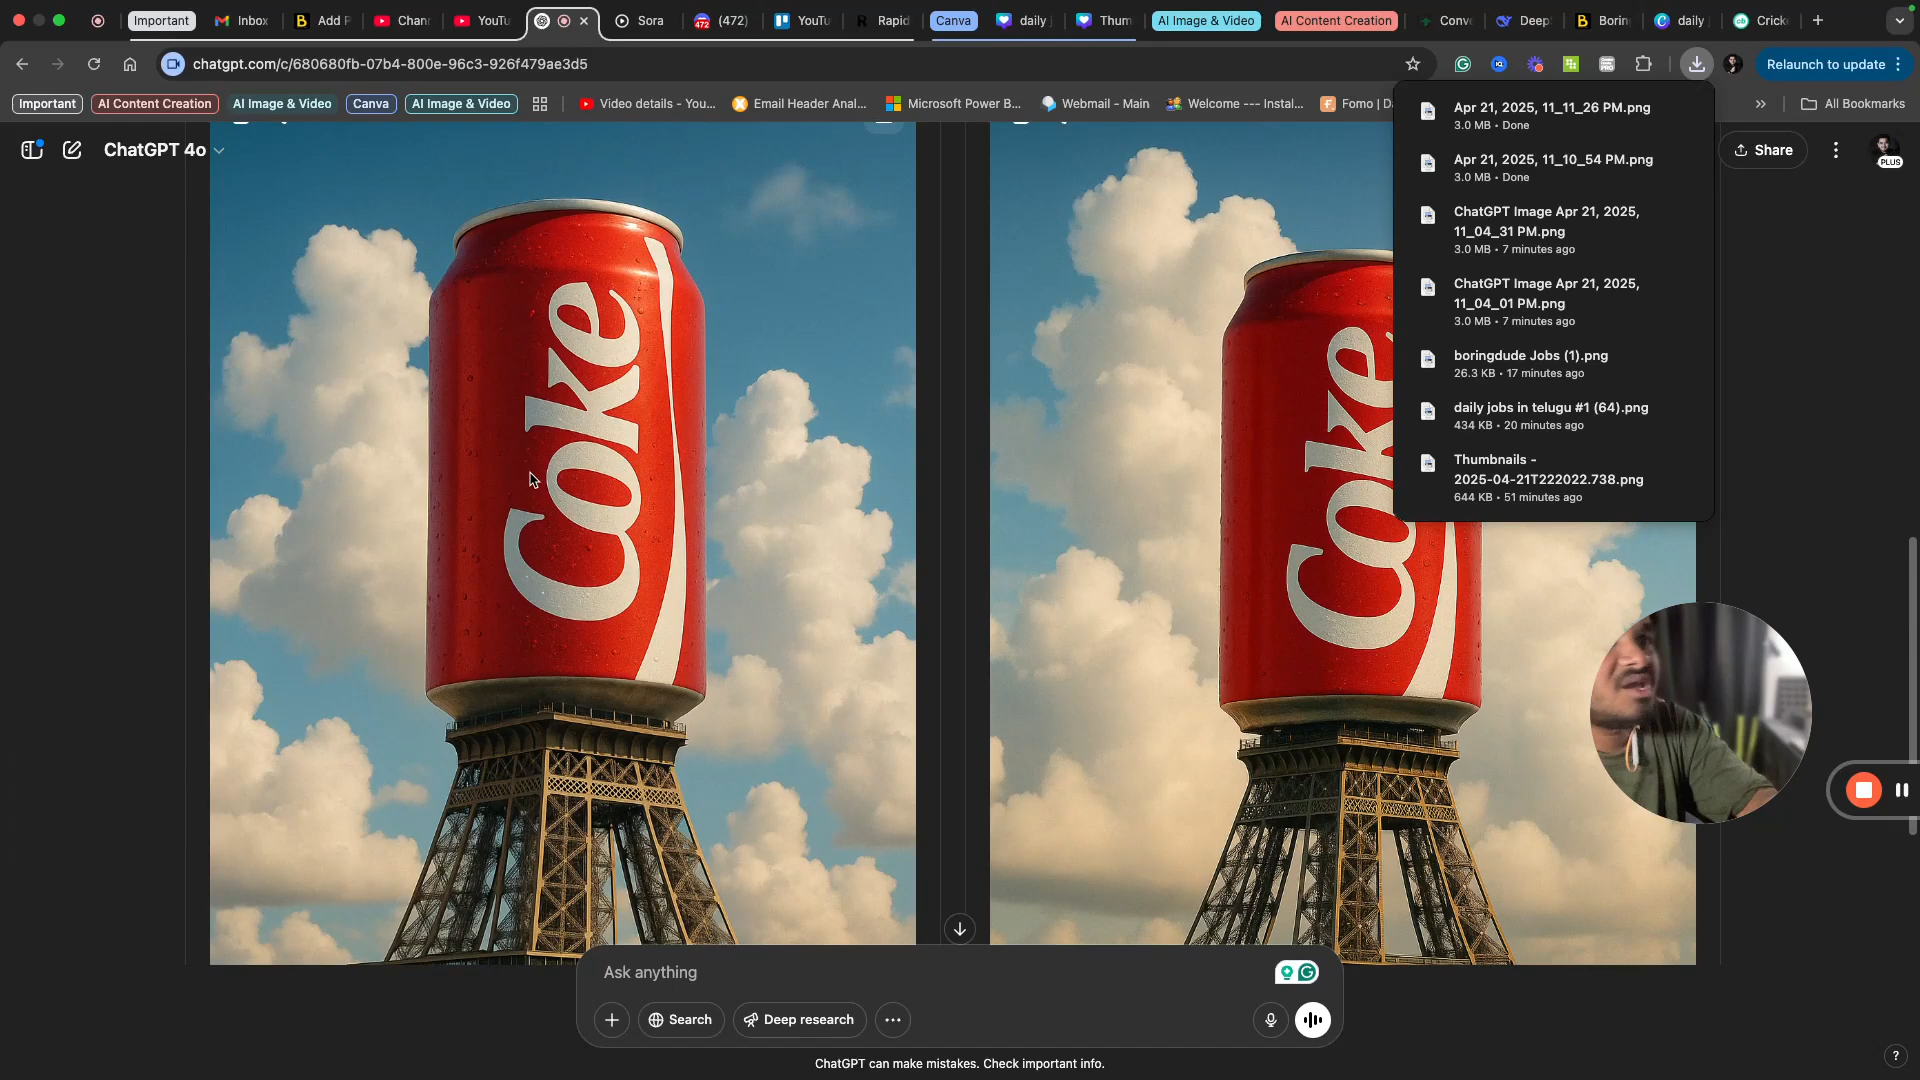 Important
Inbox
Add P
Chann
YouTu
Sora
472
(472)
YouTu
Rapid
Canva
daily
Thum
AI Image & Video
AI Content Creation
Conve
Deep
Borin
daily
Crick
chatgpt.com/c/680680fb-07b4-800e-96c3-926f479ae3d5
Relaunch to update
Important
AI Content Creation
AI Image & Video
Canva
AI Image & Video
Video details - You...
Email Header Anal...
Microsoft Power B...
Webmail - Main
Welcome --- Instal...
Fomo | Da
All Bookmarks
ChatGPT 4o
Share
PLUS
Apr 21, 2025, 11_11_26 PM.png
3.0 MB • Done
Apr 21, 2025, 11_10_54 PM.png
3.0 MB • Done
ChatGPT Image Apr 21, 2025,
11_04_31 PM.png
3.0 MB • 7 minutes ago
ChatGPT Image Apr 21, 2025,
11_04_01 PM.png
3.0 MB • 7 minutes ago
boringdude Jobs (1).png
26.3 KB • 17 minutes ago
daily jobs in telugu #1 (64).png
434 KB • 20 minutes ago
Thumbnails -
2025-04-21T222022.738.png
644 KB • 51 minutes ago
Coke
Coke
Ask anything
Search
Deep research
ChatGPT can make mistakes. Check important info.
?